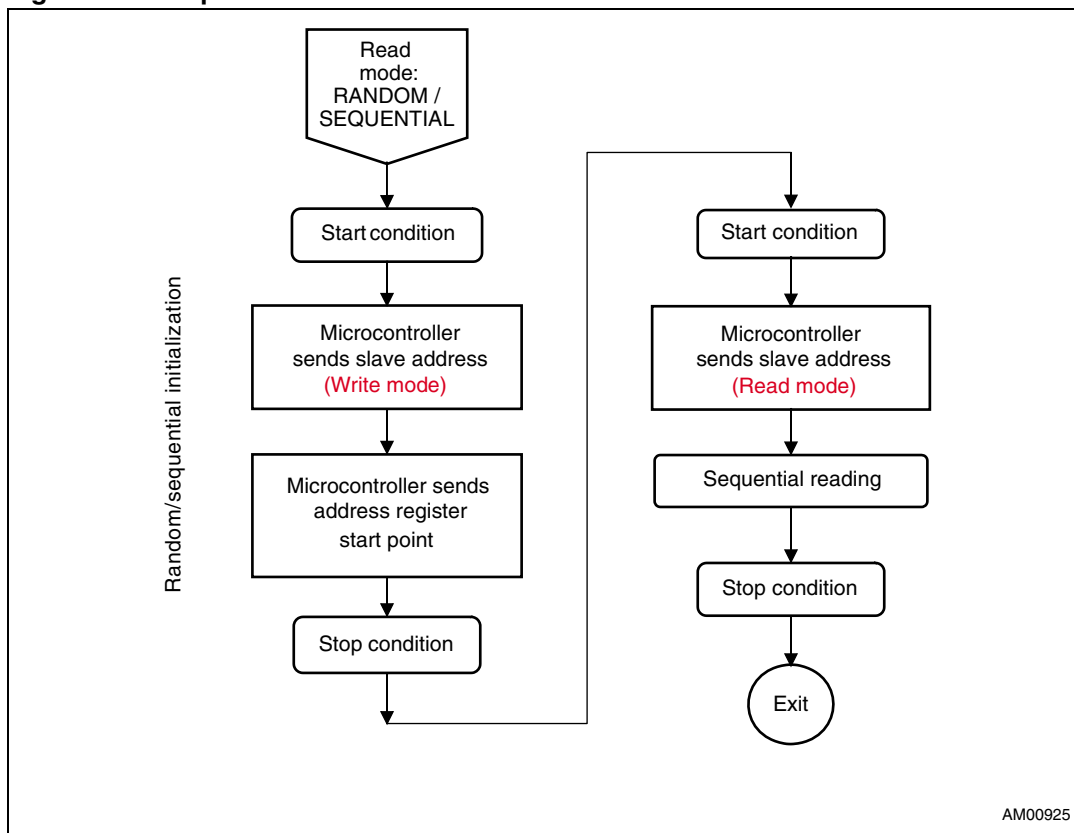 Read
mode:
RANDOM /
SEQUENTIAL
Start condition
Microcontroller
sends slave address
(Write mode)
Microcontroller sends
address register
start point
Stop condition
Random/sequential initialization
Start condition
Microcontroller
sends slave address
(Read mode)
Sequential reading
Stop condition
Exit
AM00925